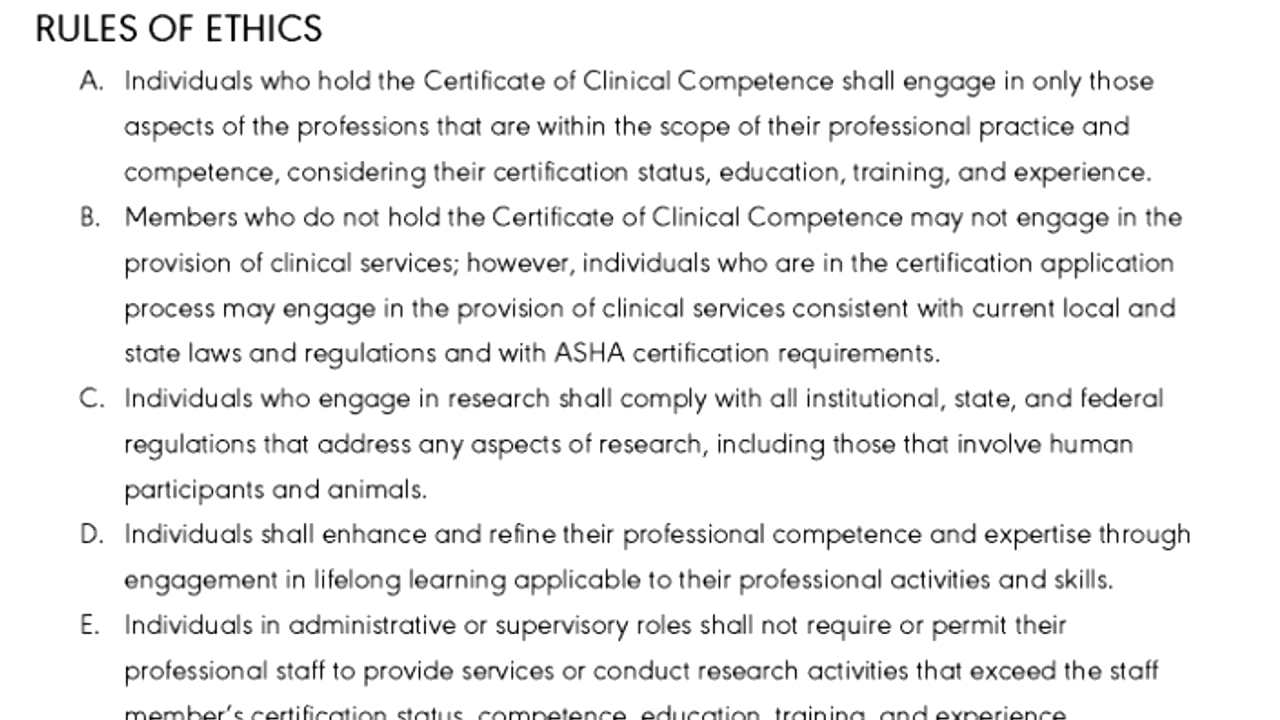 RULES OF ETHICS
A. Individuals who hold the Certificate of Clinical Competence shall engage in only those
aspects of the professions that are within the scope of their professional practice and
competence, considering their certification status, education, training, and experience.
B. Members who do not hold the Certificate of Clinical Competence may not engage in the
provision of clinical services; however, individuals who are in the certification application
process may engage in the provision of clinical services consistent with current local and
state laws and regulations and with ASHA certification requirements.
C. Individuals who engage in research shall comply with all institutional, state, and federal
regulations that address any aspects of research, including those that involve human
participants and animals.
D. Individuals shall enhance and refine their professional competence and expertise through
engagement in lifelong learning applicable to their professional activities and skills.
E. Individuals in administrative or supervisory roles shall not require or permit their
professional staff to provide services or conduct research activities that exceed the staff
member's certification status, competence, education, training, and experience